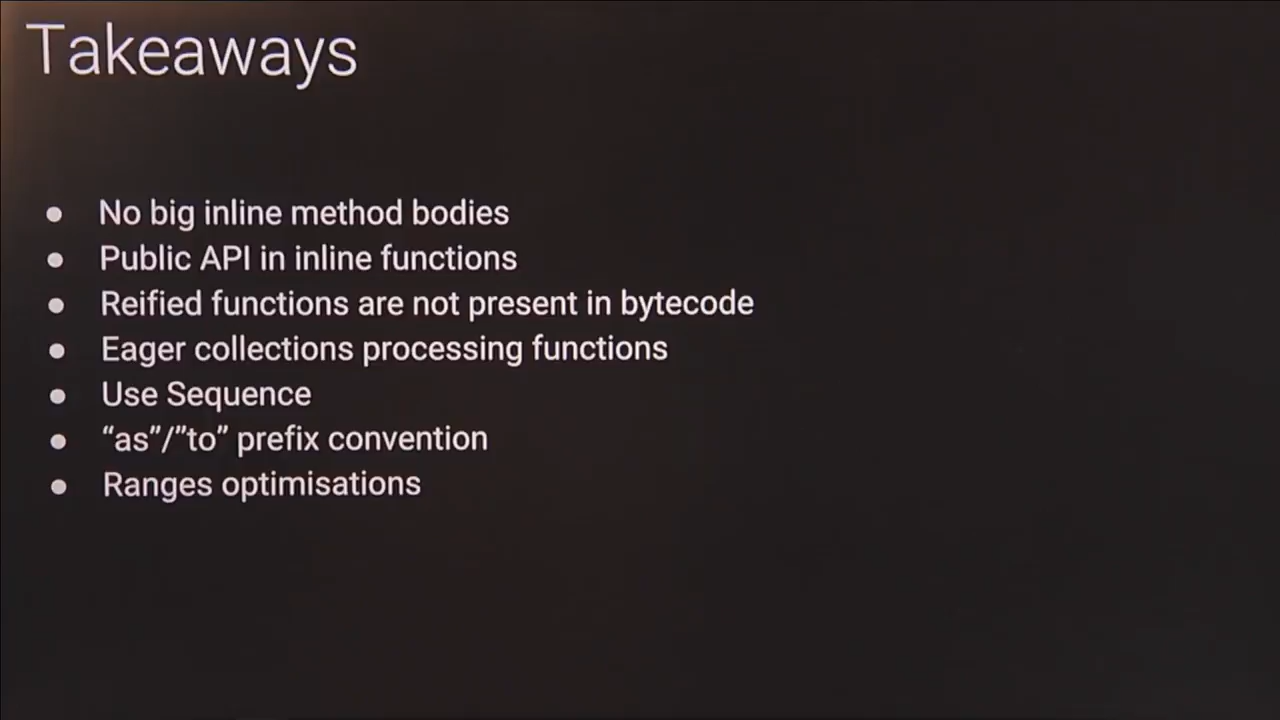 Takeaways
● No big inline method bodies
● Public API in inline functions
● Reified functions are not present in bytecode
● Eager collections processing functions
● Use Sequence
● “as”/”to” prefix convention
● Ranges optimisations